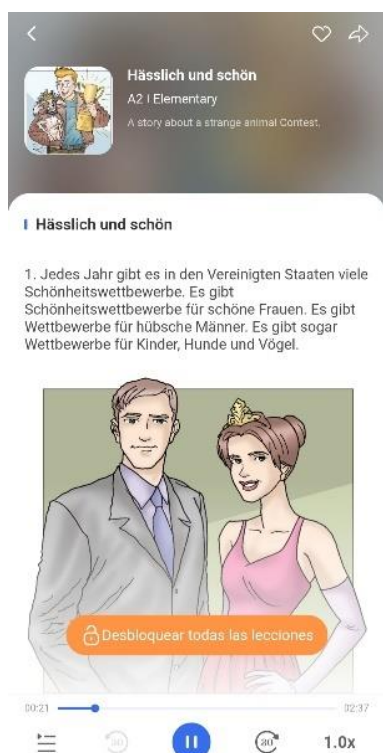 Hässlich und schön
A2 I Elementary
A story about a strange animal Contest.
Hässlich und schön
1. Jedes Jahr gibt es in den Vereinigten Staaten viele
Schönheitswettbewerbe. Es gibt
Schönheitswettbewerbe für schöne Frauen. Es gibt
Wettbewerbe für hübsche Männer. Es gibt sogar
Wettbewerbe für Kinder, Hunde und Vögel.
Desbloquear todas las lecciones
00:21
02:37
30
30
1.0x